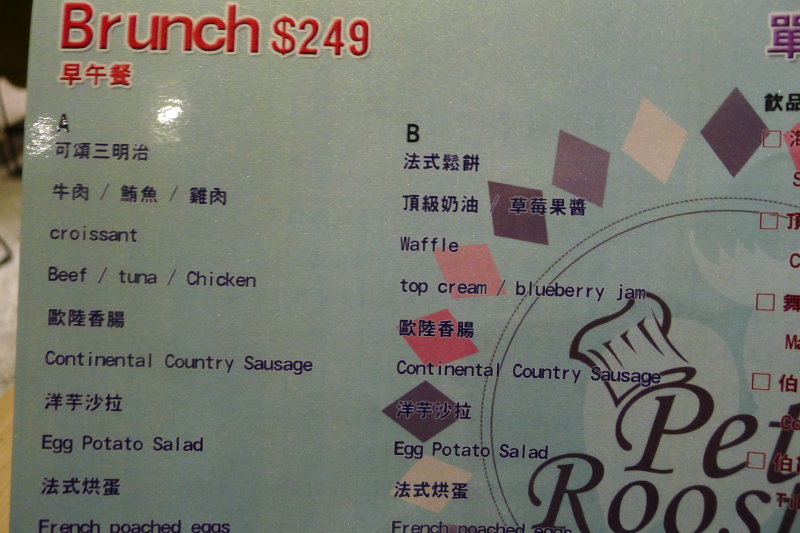 Brunch $249
早午餐
A
可頌三明治
牛肉 / 鮪魚 / 雞肉
croissant
Beef / tuna / Chicken
歐陸香腸
Continental Country Sausage
洋芋沙拉
Egg Potato Salad
法式烘蛋
French poached eggs
B
法式鬆餅
頂級奶油 / 草莓果醬
Waffle
top cream / blueberry jam
歐陸香腸
Continental Country Sausage
洋芋沙拉
Egg Potato Salad
法式烘蛋
French poached eggs
單
飲品